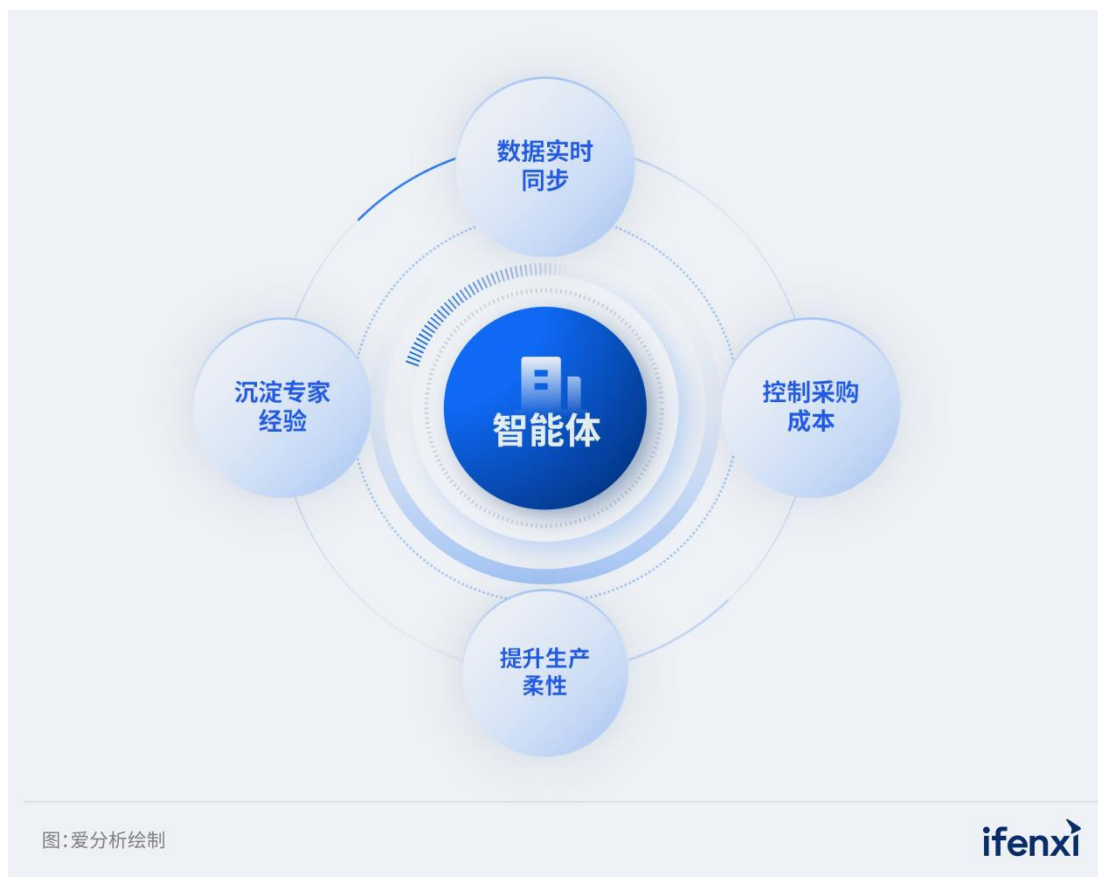 数据实时
同步
沉淀专家
经验
智能体
控制采购
成本
提升生产
柔性
图:爱分析绘制
ifenxi